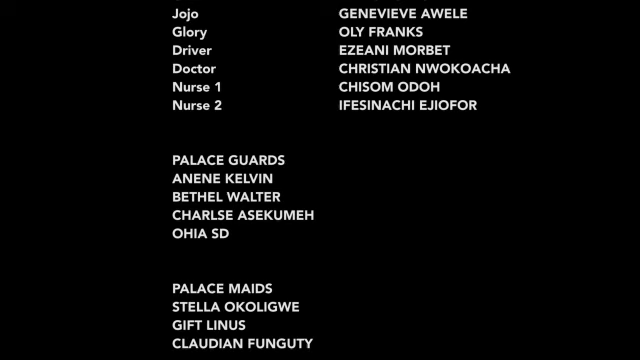 Jojo GENEVIEVE AWELE
Glory OLY FRANKS
Driver EZEANI MORBET
Doctor CHRISTIAN NWOKOACHA
Nurse 1 CHISOM ODOH
Nurse 2 IFESINACHI EJIOFOR
PALACE GUARDS
ANENE KELVIN
BETHEL WALTER
CHARLSE ASEKUMEH
OHIA SD
PALACE MAIDS
STELLA OKOLIGWE
GIFT LINUS
CLAUDIAN FUNGUTY